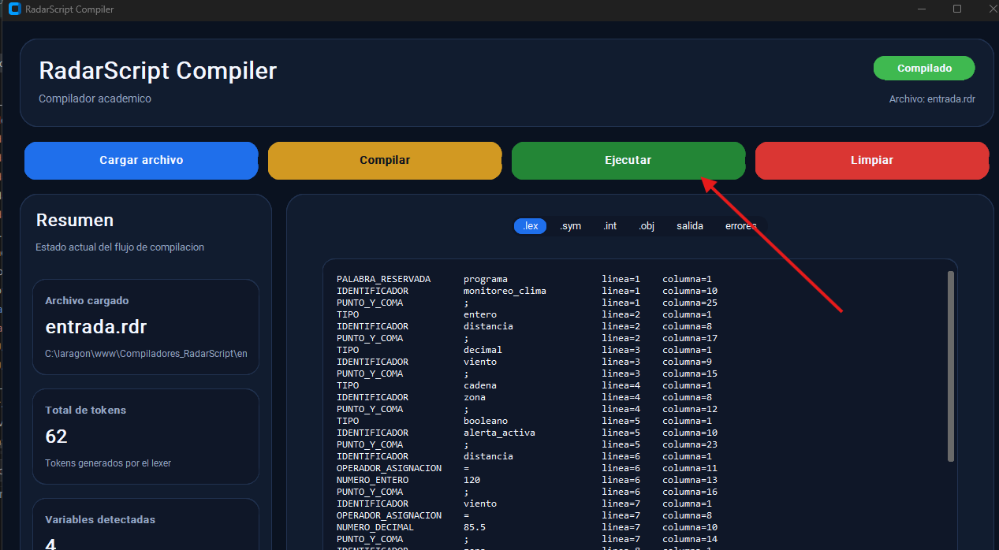 RadarScript Compiler
RadarScript Compiler
Compilado
Compilador academico
Archivo: entrada.rdr
Cargar archivo
Compilar
Ejecutar
Limpiar
Resumen
Estado actual del flujo de compilacion
Archivo cargado
entrada.rdr
C:\laragon\www\Compiladores_RadarScript\en
Total de tokens
62
Tokens generados por el lexer
Variables detectadas
4
.lex .sym .int .obj salida errores
PALABRA_RESERVADA programa linea=1 columna=1
IDENTIFICADOR monitoreo_clima linea=1 columna=10
PUNTO_Y_COMA ; linea=1 columna=25
TIPO entero linea=2 columna=1
IDENTIFICADOR distancia linea=2 columna=8
PUNTO_Y_COMA ; linea=2 columna=17
TIPO decimal linea=3 columna=1
IDENTIFICADOR viento linea=3 columna=9
PUNTO_Y_COMA ; linea=3 columna=15
TIPO cadena linea=4 columna=1
IDENTIFICADOR zona linea=4 columna=8
PUNTO_Y_COMA ; linea=4 columna=12
TIPO booleano linea=5 columna=1
IDENTIFICADOR alerta_activa linea=5 columna=10
PUNTO_Y_COMA ; linea=5 columna=23
IDENTIFICADOR distancia linea=6 columna=1
OPERADOR_ASIGNACION = linea=6 columna=11
NUMERO_ENTERO 120 linea=6 columna=13
PUNTO_Y_COMA ; linea=6 columna=16
IDENTIFICADOR viento linea=7 columna=1
OPERADOR_ASIGNACION = linea=7 columna=8
NUMERO_DECIMAL 85.5 linea=7 columna=10
PUNTO_Y_COMA ; linea=7 columna=14
IDENTIFICADOR zona linea=8 columna=1